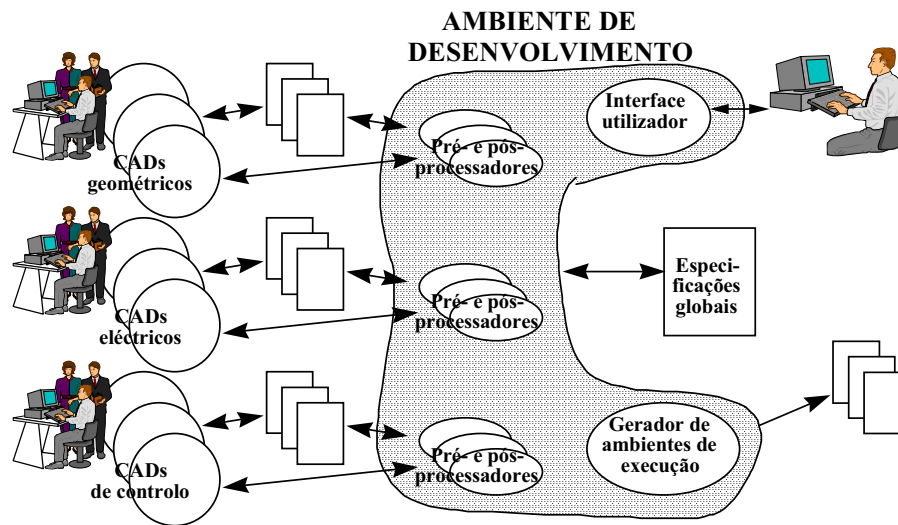 AMBIENTE DE
DESENVOLVIMENTO
Interface
utilizador
CADs
geométricos
Pré- e pós-
processadores
Especi-
ficações
globais
CADs
eléctricos
Pré- e pós-
processadores
CADs
de controlo
Pré- e pós-
processadores
Gerador de
ambientes de
execução